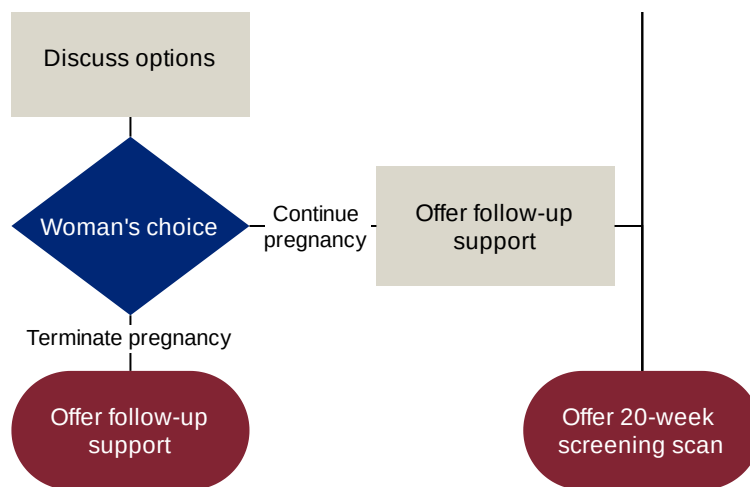 Discuss options
Woman's choice
Continue
pregnancy
Offer follow-up
support
Terminate pregnancy
Offer follow-up
support
Offer 20-week
screening scan